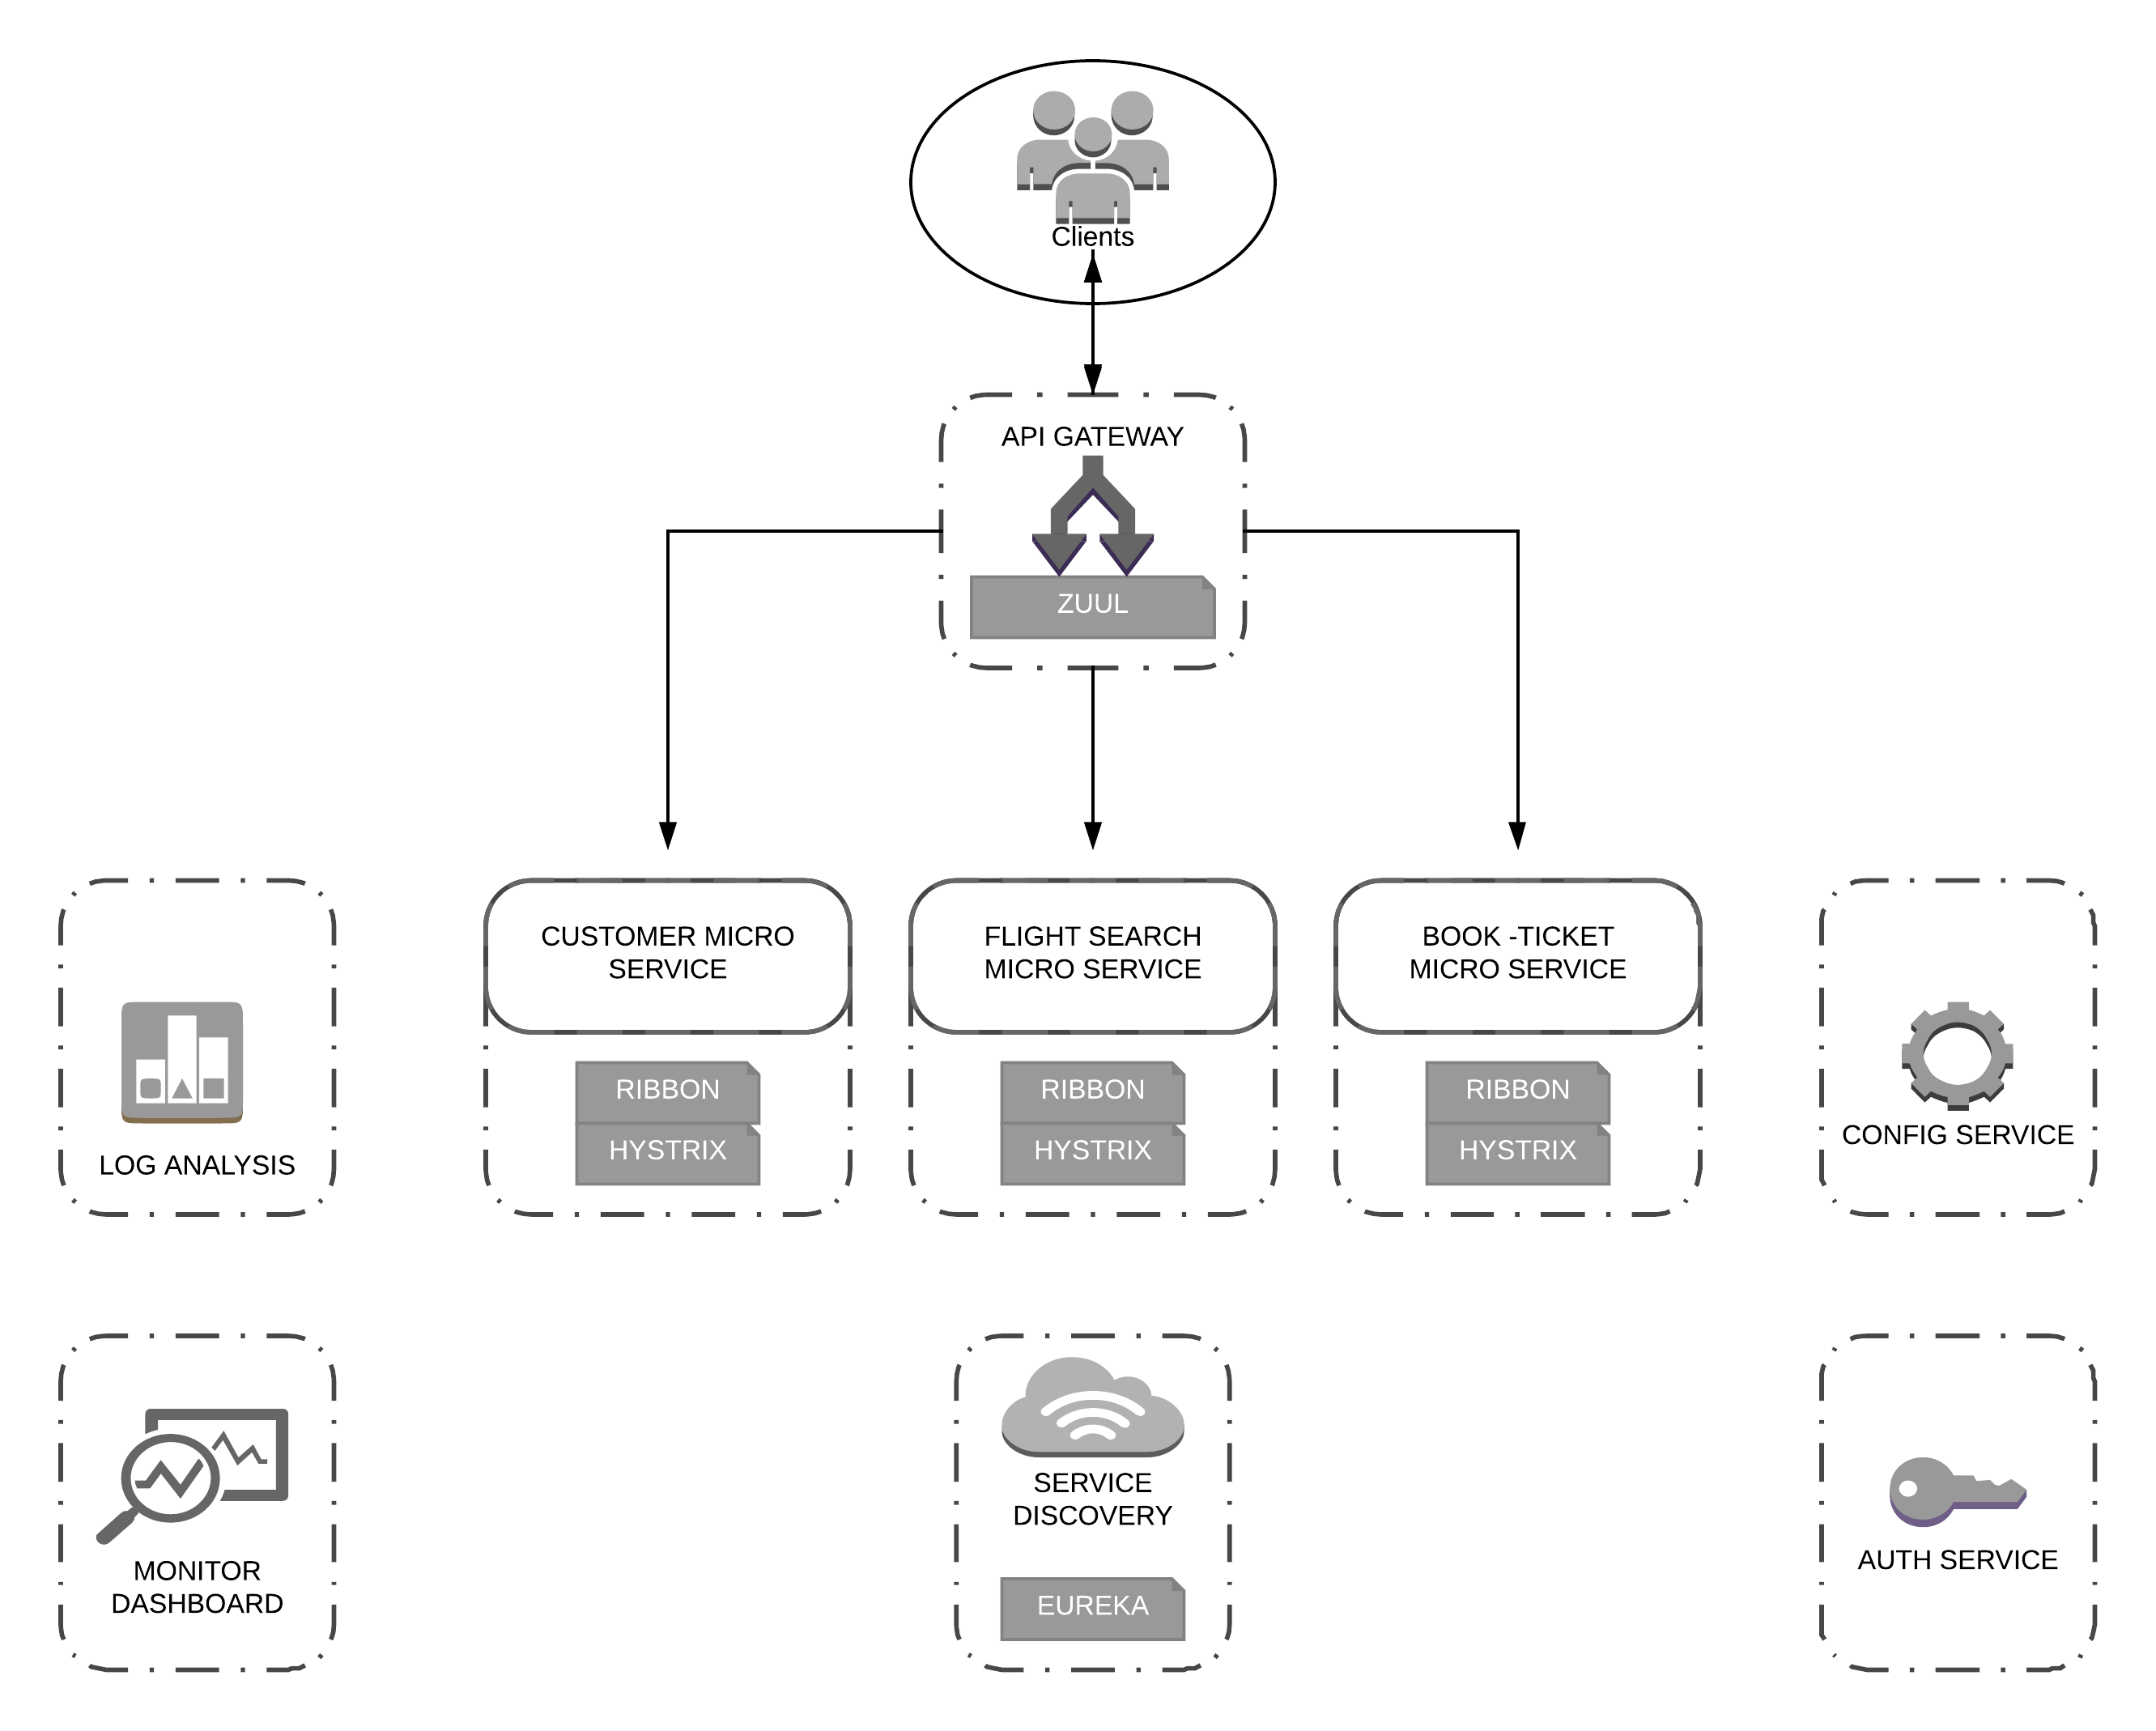 Clients
API GATEWAY
ZUUL
CUSTOMER MICRO
SERVICE
RIBBON
HYSTRIX
FLIGHT SEARCH
MICRO SERVICE
RIBBON
HYSTRIX
BOOK -TICKET
MICRO SERVICE
RIBBON
HYSTRIX
LOG ANALYSIS
CONFIG SERVICE
MONITOR
DASHBOARD
SERVICE
DISCOVERY
EUREKA
AUTH SERVICE